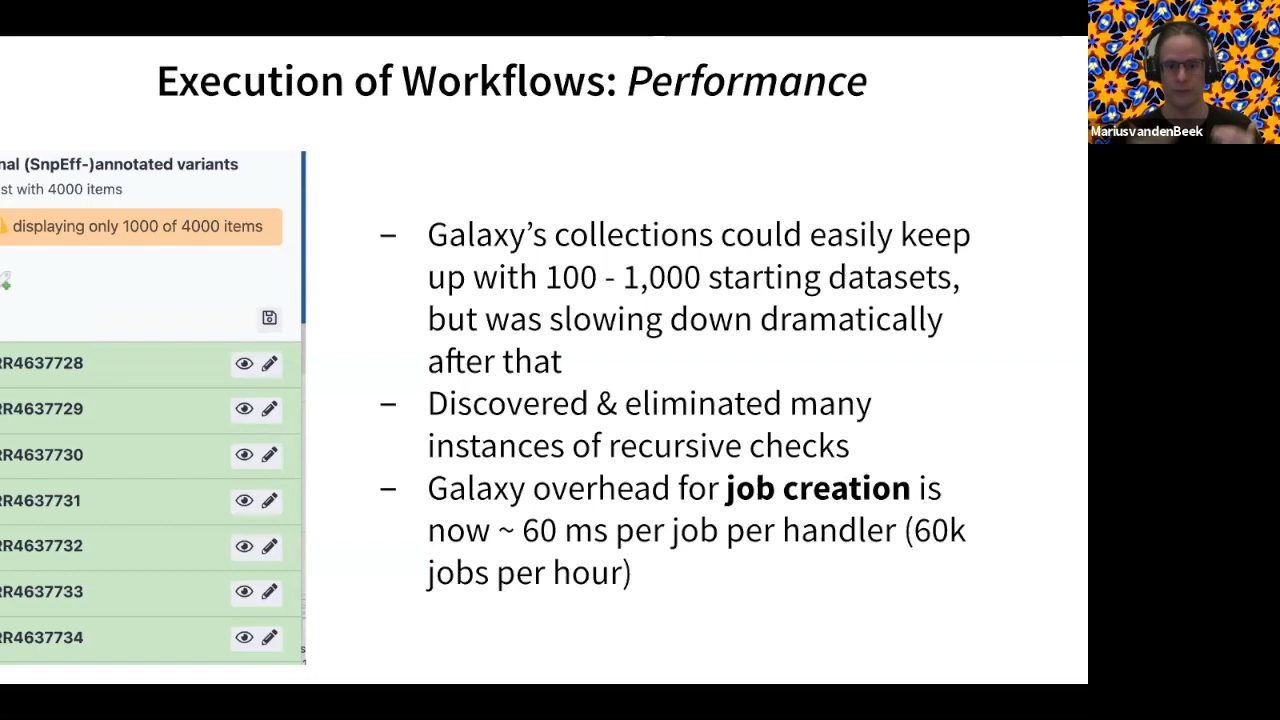 Execution of Workflows: Performance
MariusvandenBeek
nal (SnpEff-)annotated variants
st with 4000 items
displaying only 1000 of 4000 items
RR4637728
RR4637729
RR4637730
RR4637731
RR4637732
RR4637733
RR4637734
– Galaxy’s collections could easily keep
up with 100 - 1,000 starting datasets,
but was slowing down dramatically
after that
– Discovered & eliminated many
instances of recursive checks
– Galaxy overhead for job creation is
now ~ 60 ms per job per handler (60k
jobs per hour)